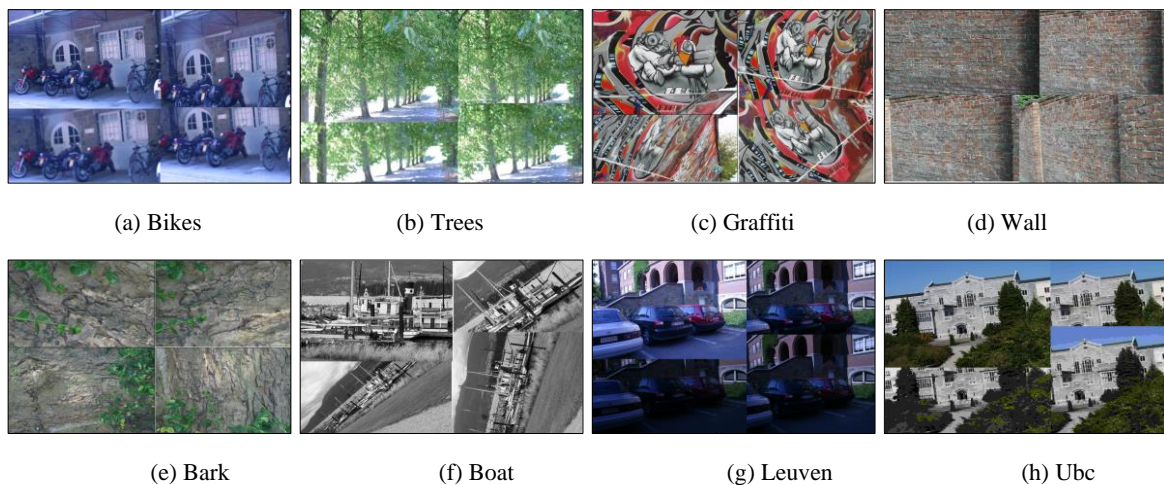 (a) Bikes
(b) Trees
(c) Graffiti
(d) Wall
(e) Bark
(f) Boat
(g) Leuven
(h) Ubc